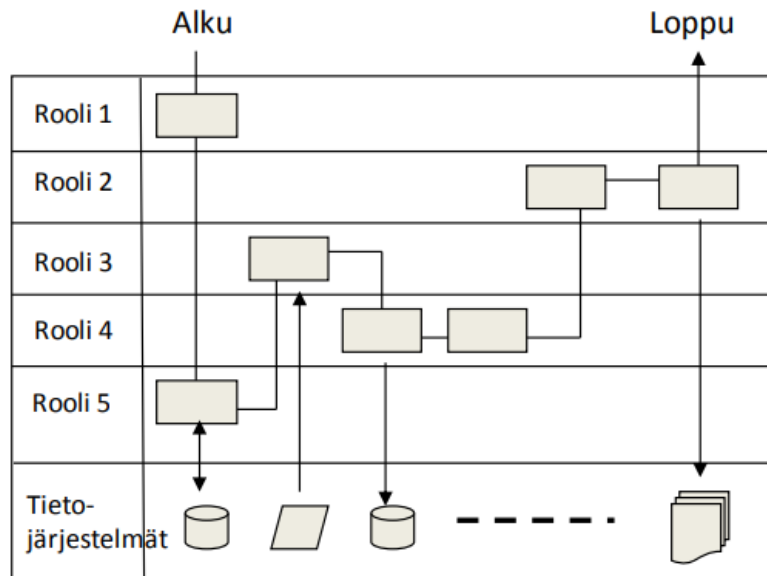 Alku
Loppu
Rooli 1
Rooli 2
Rooli 3
Rooli 4
Rooli 5
Tieto-
järjestelmät